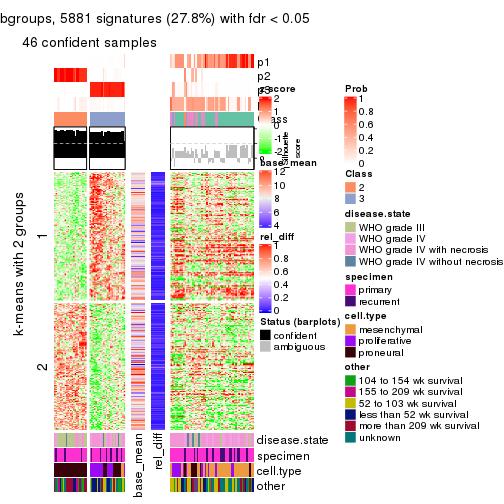 bgroups, 5881 signatures (27.8%) with fdr < 0.05
46 confident samples
p1
p2
z-score
2
1
0
-1
-2
silhouette
score
base_mean
12
10
8
6
4
rel_diff
1
0.8
0.6
0.4
0.2
0
Status (barplots)
confident
ambiguous
k-means with 2 groups
1
2
base_mean
rel_diff
disease.state
specimen
cell.type
other
Prob
1
0.8
0.6
0.4
0.2
0
Class
2
3
disease.state
WHO grade III
WHO grade IV
WHO grade IV with necrosis
WHO grade IV without necrosis
specimen
primary
recurrent
cell.type
mesenchymal
proliferative
proneural
other
104 to 154 wk survival
155 to 209 wk survival
52 to 103 wk survival
less than 52 wk survival
more than 209 wk survival
unknown